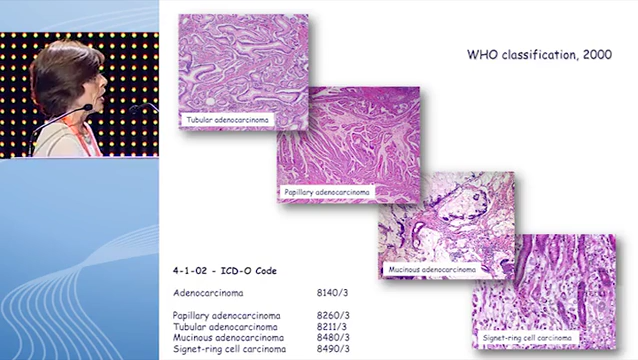 WHO classification, 2000
Tubular adenocarcinoma
Papillary adenocarcinoma
Mucinous adenocarcinoma
Signet-ring cell carcinoma
4-1-02 - ICD-O Code
Adenocarcinoma 8140/3
Papillary adenocarcinoma 8260/3
Tubular adenocarcinoma 8211/3
Mucinous adenocarcinoma 8480/3
Signet-ring cell carcinoma 8490/3